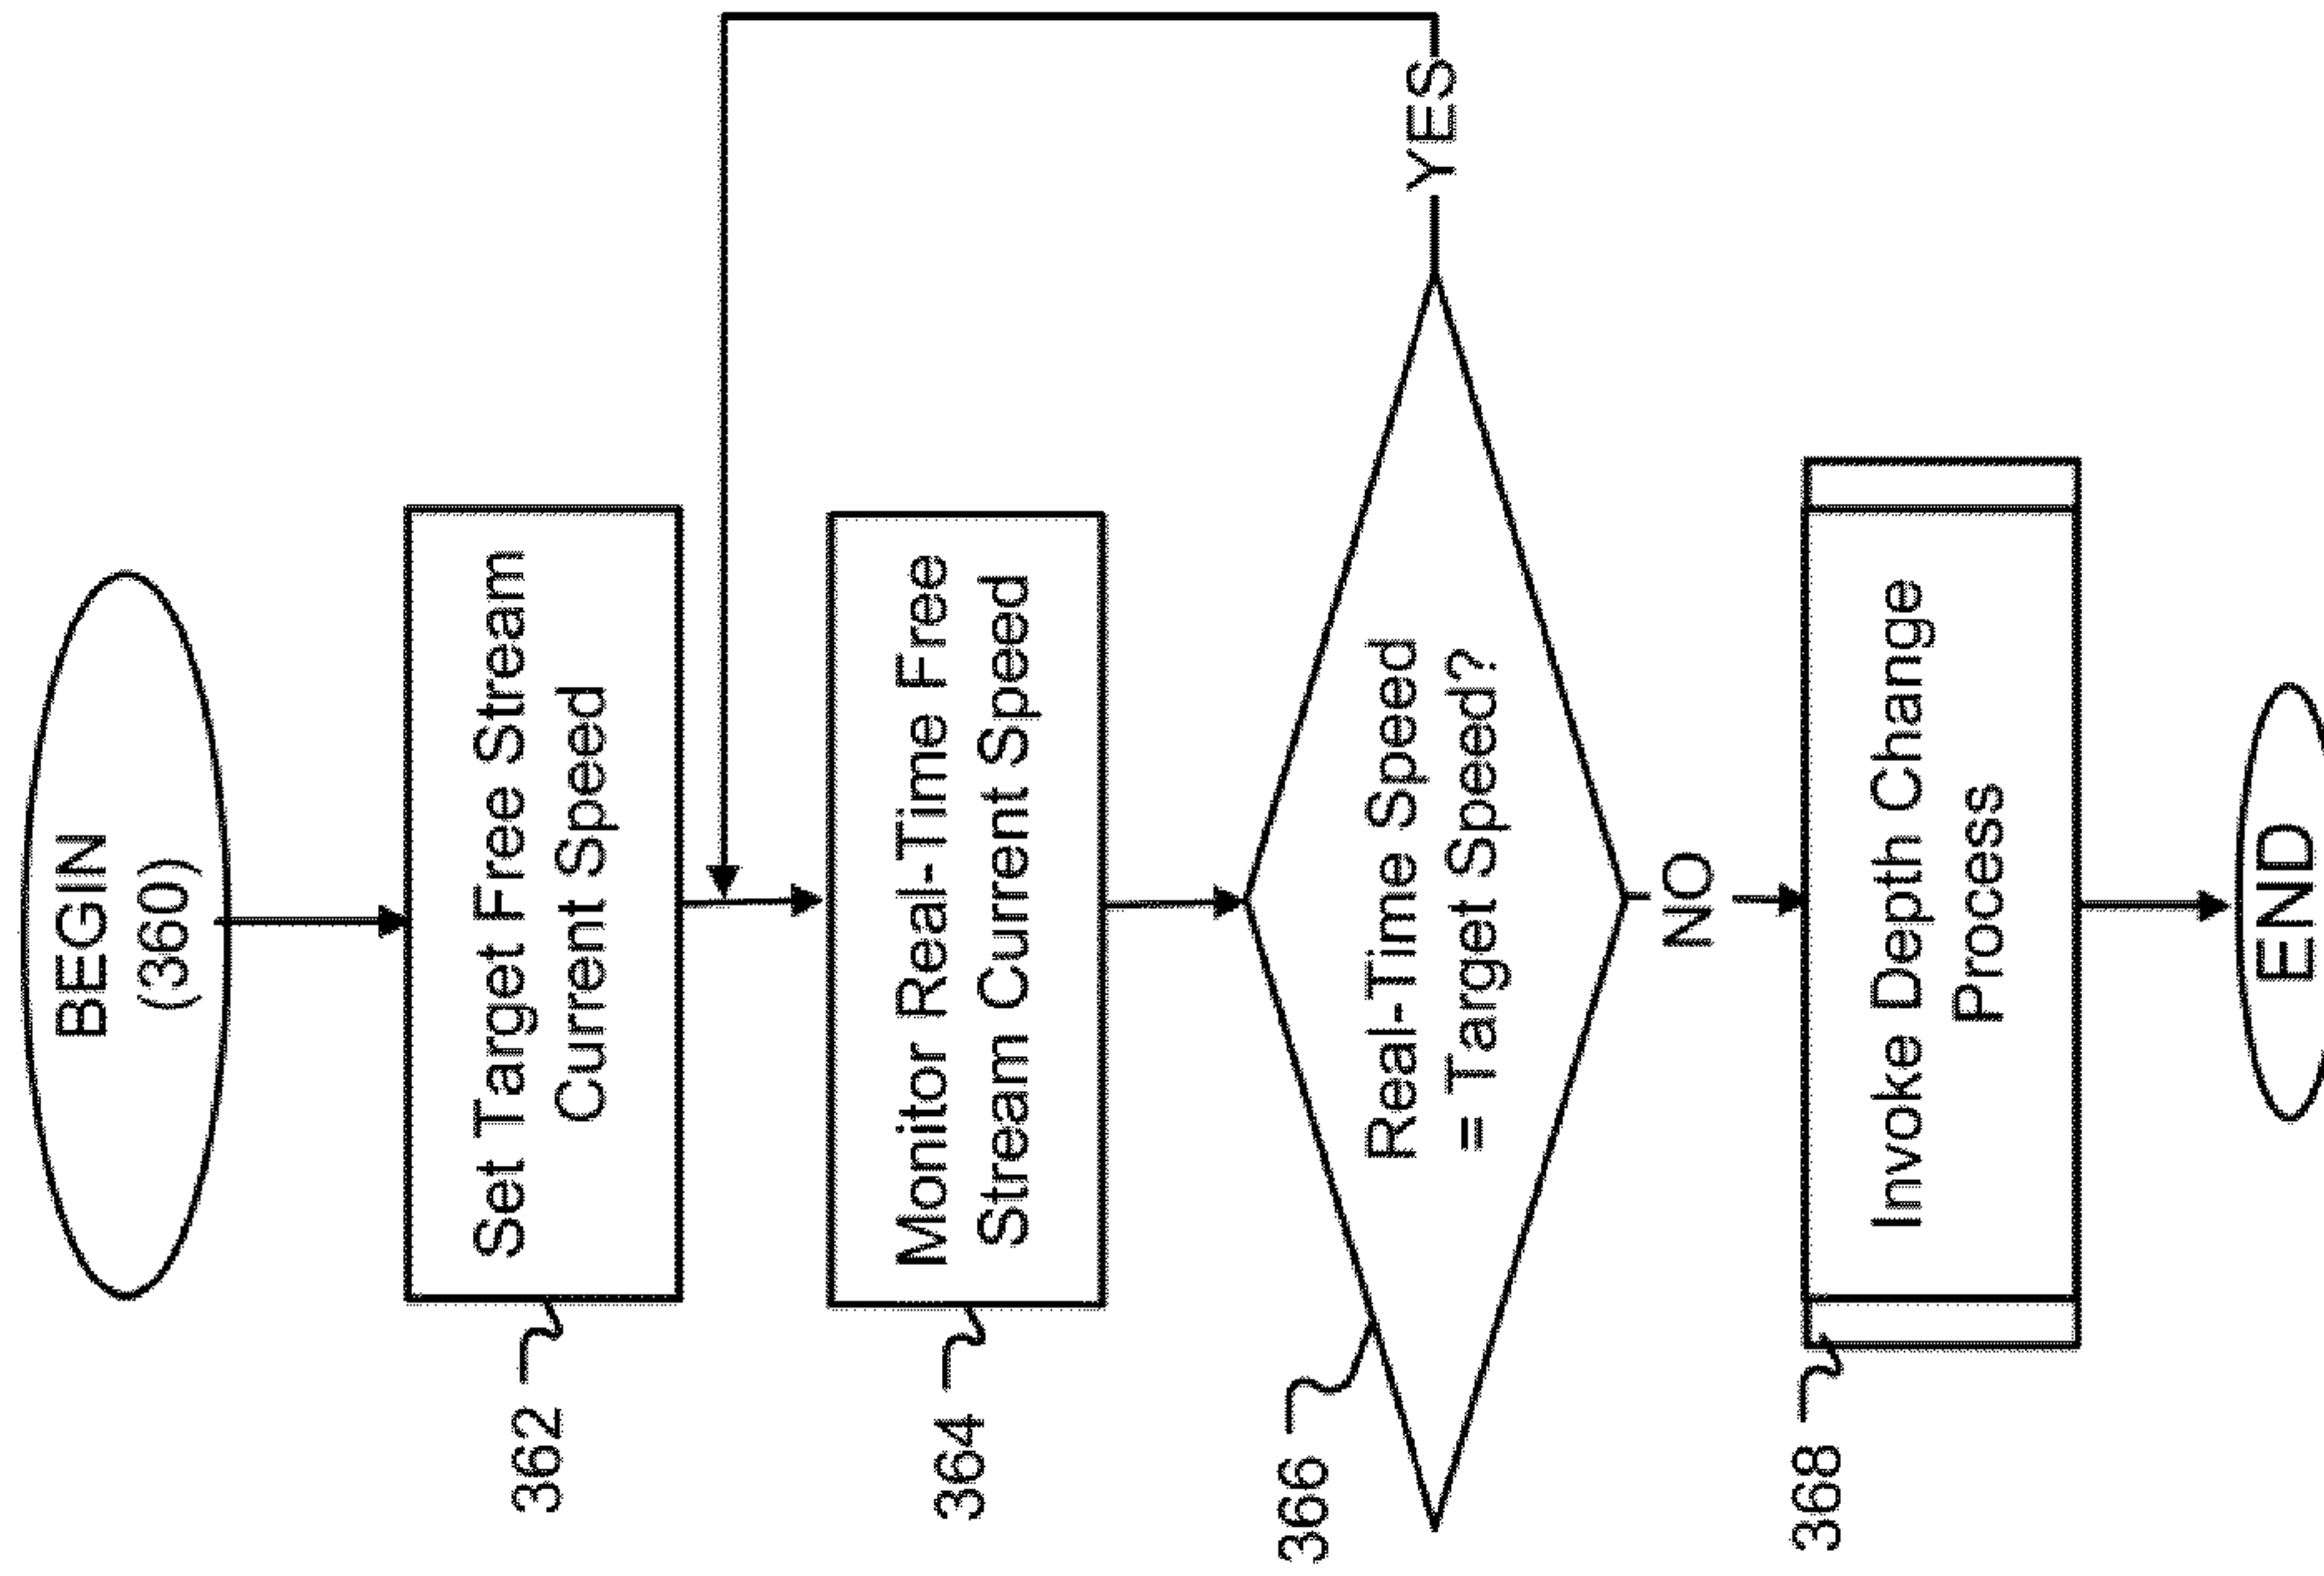 BEGIN
(360)
362
Set Target Free Stream
Current Speed
364
Monitor Real-Time Free
Stream Current Speed
366
Real-Time Speed
= Target Speed?
YES
NO
368
Invoke Depth Change
Process
END